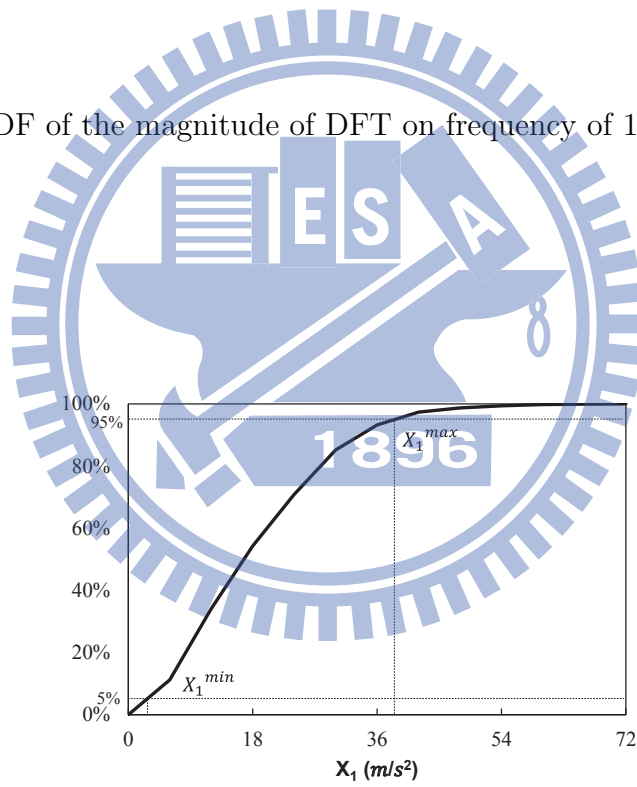 DF of the magnitude of DFT on frequency of 1
E S A
8
1896
100%
95%
80%
60%
40%
20%
5%
0%
X₁ᵐᵃˣ
X₁ᵐⁱⁿ
0 18 36 54 72
X₁ (m/s²)